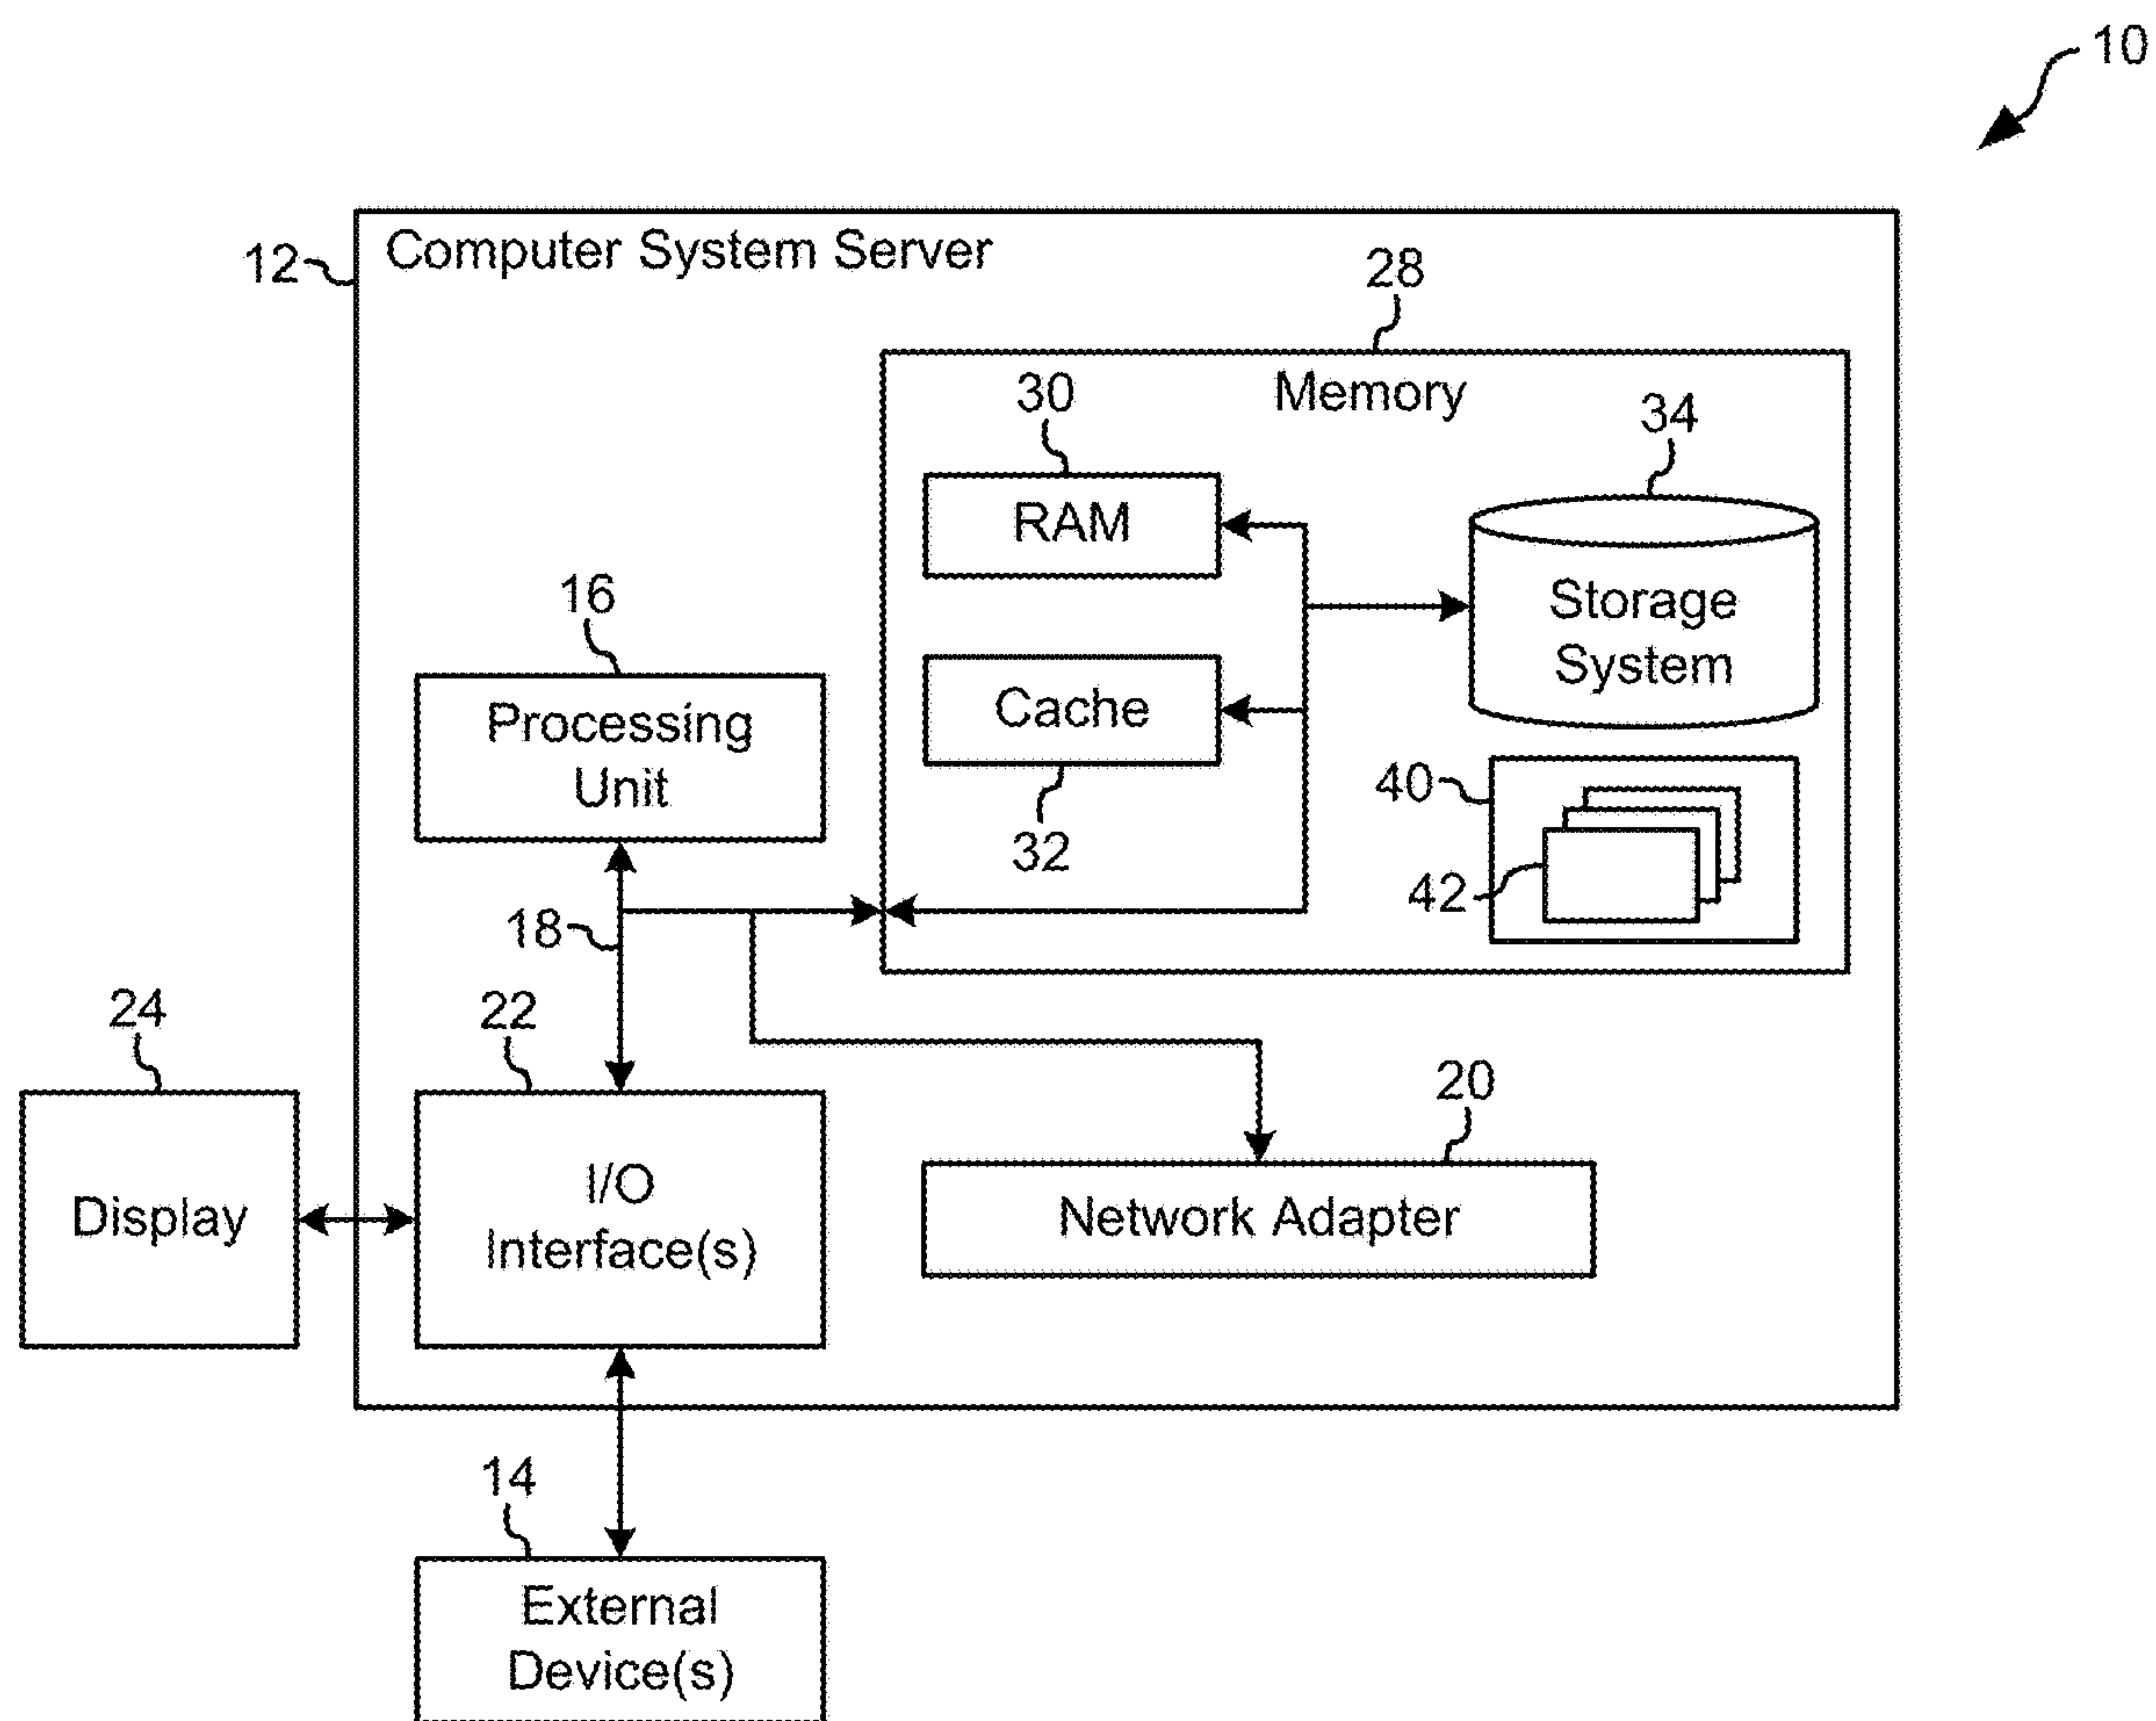 10
12
Computer System Server
28
Memory
30
RAM
34
Storage
System
16
Processing
Unit
Cache
32
40
42
18
24
Display
22
I/O
Interface(s)
20
Network Adapter
14
External
Device(s)